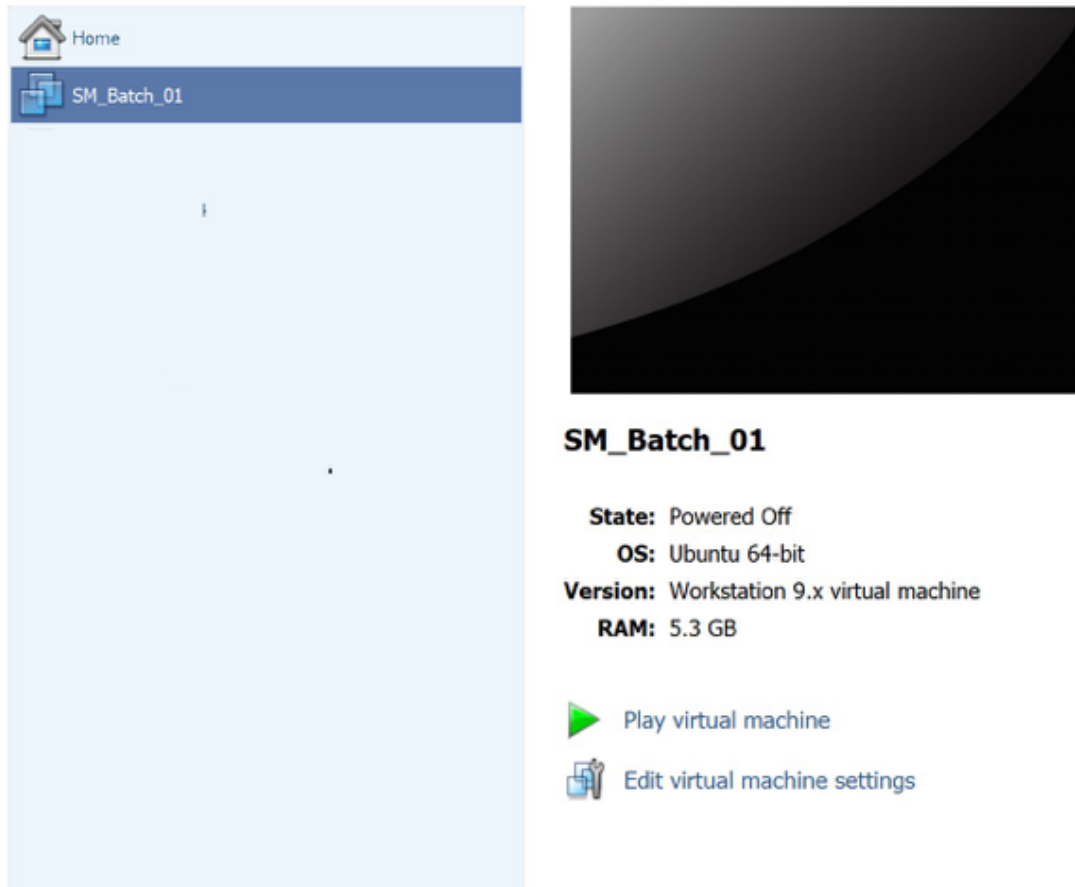 Home
SM_Batch_01
SM_Batch_01
State: Powered Off
OS: Ubuntu 64-bit
Version: Workstation 9.x virtual machine
RAM: 5.3 GB
Play virtual machine
Edit virtual machine settings